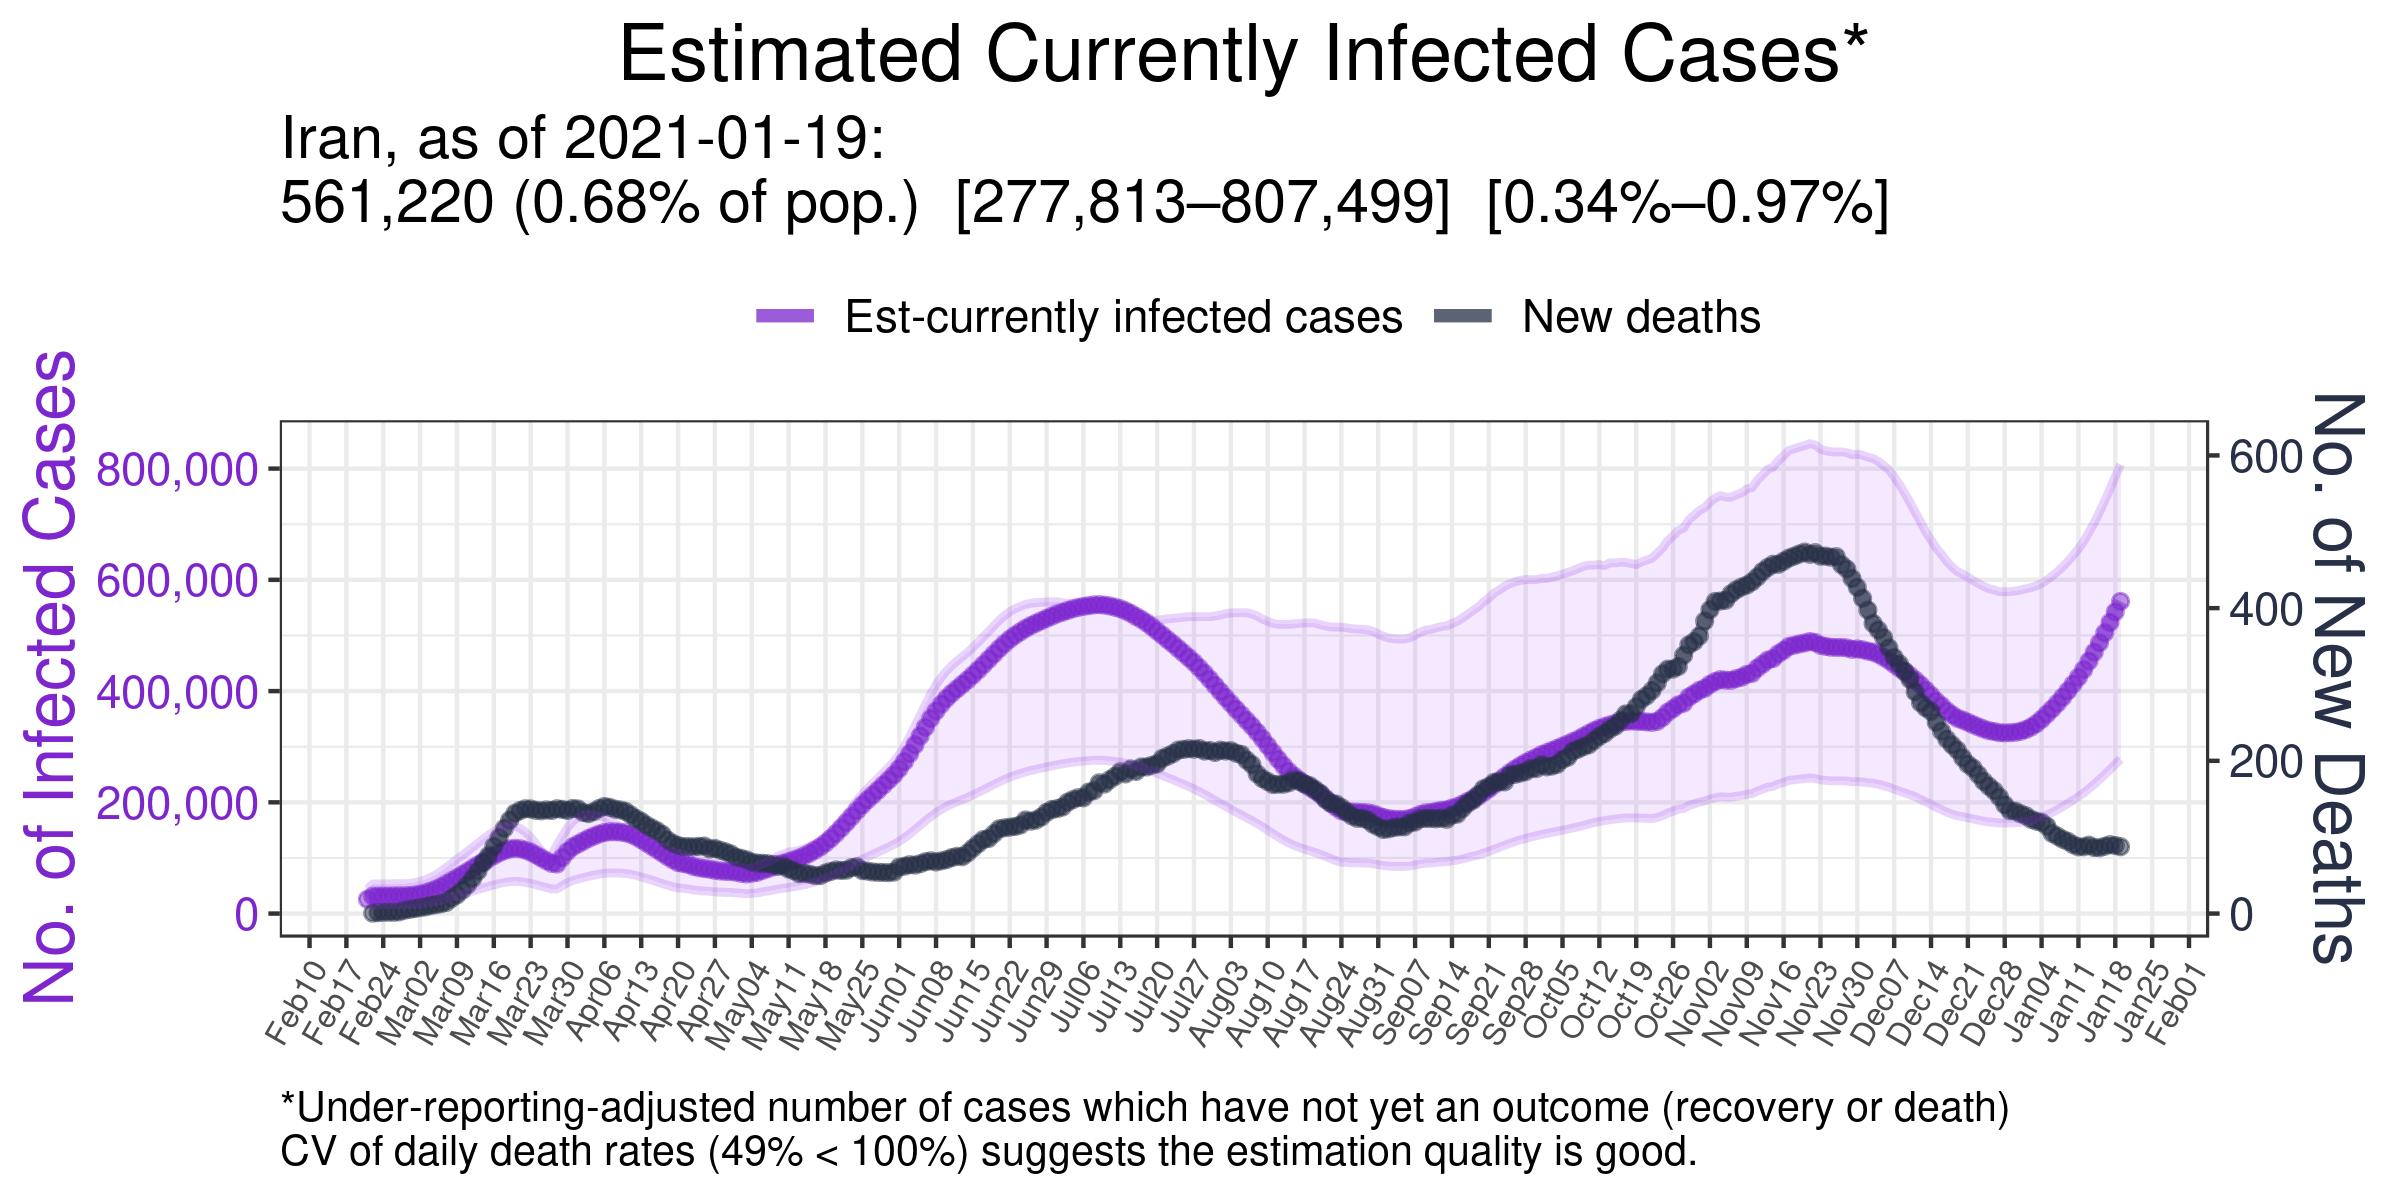 Estimated Currently Infected Cases*
Iran, as of 2021-01-19:
561,220 (0.68% of pop.) [277,813–807,499] [0.34%–0.97%]
Est-currently infected cases New deaths
No. of Infected Cases
800,000
600,000
400,000
200,000
0
600
400
200
0
No. of New Deaths
Feb10 Feb17 Feb24 Mar02 Mar09 Mar16 Mar23 Mar30 Apr06 Apr13 Apr20 Apr27 May04 May11 May18 May25 Jun01 Jun08 Jun15 Jun22 Jun29 Jul06 Jul13 Jul20 Jul27 Aug03 Aug10 Aug17 Aug24 Aug31 Sep07 Sep14 Sep21 Sep28 Oct05 Oct12 Oct19 Oct26 Nov02 Nov09 Nov16 Nov23 Nov30 Dec07 Dec14 Dec21 Dec28 Jan04 Jan11 Jan18 Jan25 Feb01
*Under-reporting-adjusted number of cases which have not yet an outcome (recovery or death)
CV of daily death rates (49% < 100%) suggests the estimation quality is good.